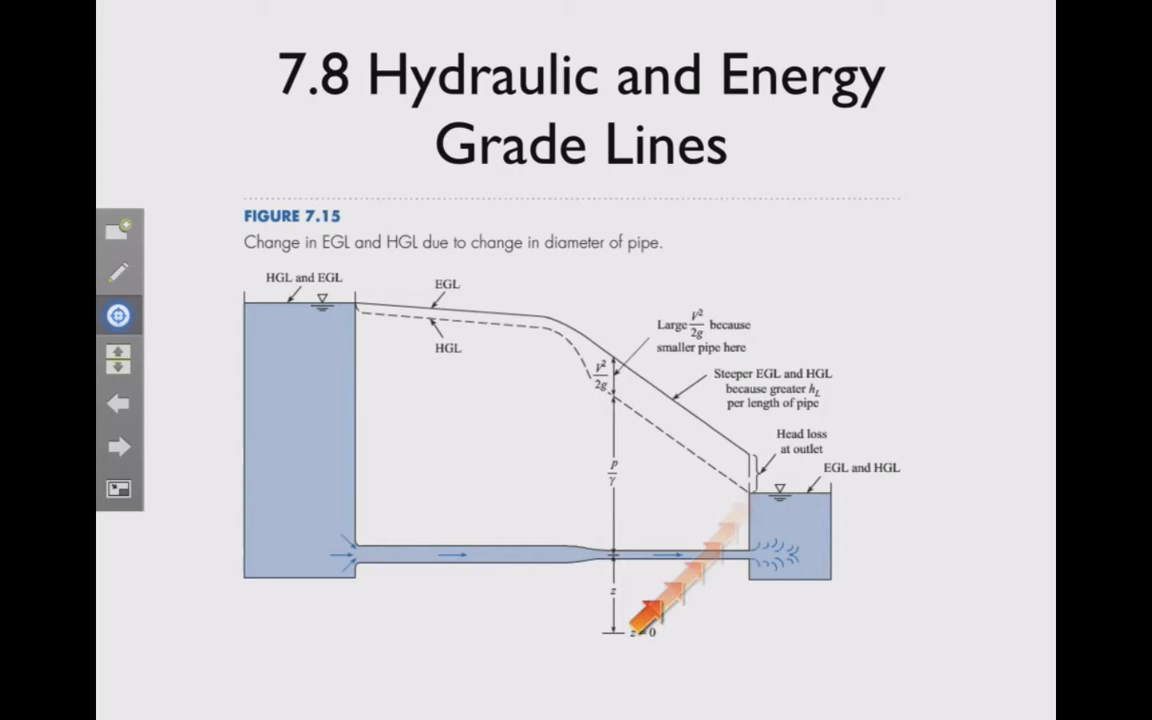 7.8 Hydraulic and Energy
Grade Lines
FIGURE 7.15
Change in EGL and HGL due to change in diameter of pipe.
HGL and EGL
EGL
HGL
Large V²/2g because
smaller pipe here
V²/2g
Steeper EGL and HGL
because greater h_L
per length of pipe
Head loss
at outlet
EGL and HGL
p/γ
z
z=0